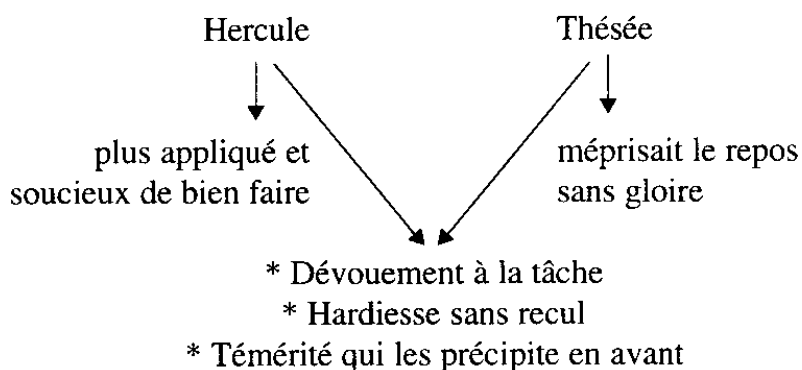 Hercule
Thésée
plus appliqué et
soucieux de bien faire
méprisait le repos
sans gloire
* Dévouement à la tâche
* Hardiesse sans recul
* Témérité qui les précipite en avant